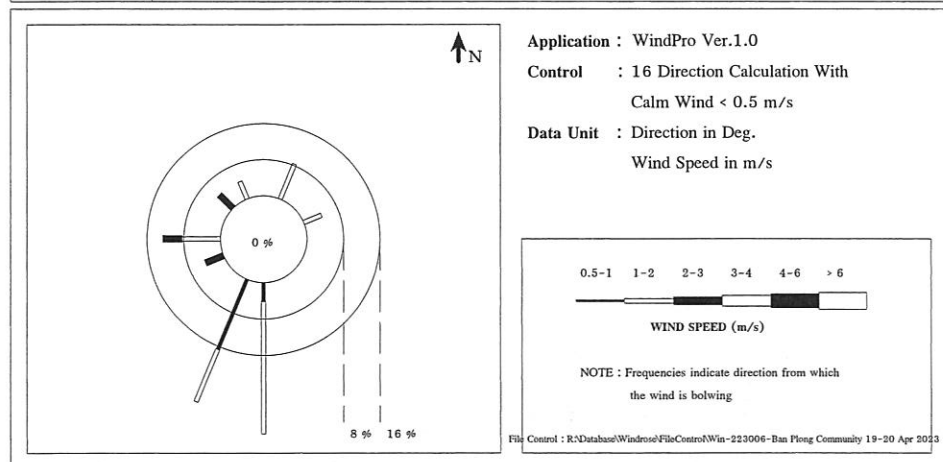 N
0 %
8 % 16 %
Application : WindPro Ver.1.0
Control : 16 Direction Calculation With
Calm Wind < 0.5 m/s
Data Unit : Direction in Deg.
Wind Speed in m/s
0.5-1 1-2 2-3 3-4 4-6 > 6
WIND SPEED (m/s)
NOTE : Frequencies indicate direction from which
the wind is bolwing
File Control : R:\Database\Windrose\FileControl\Win-223006-Ban Plong Community 19-20 Apr 2023